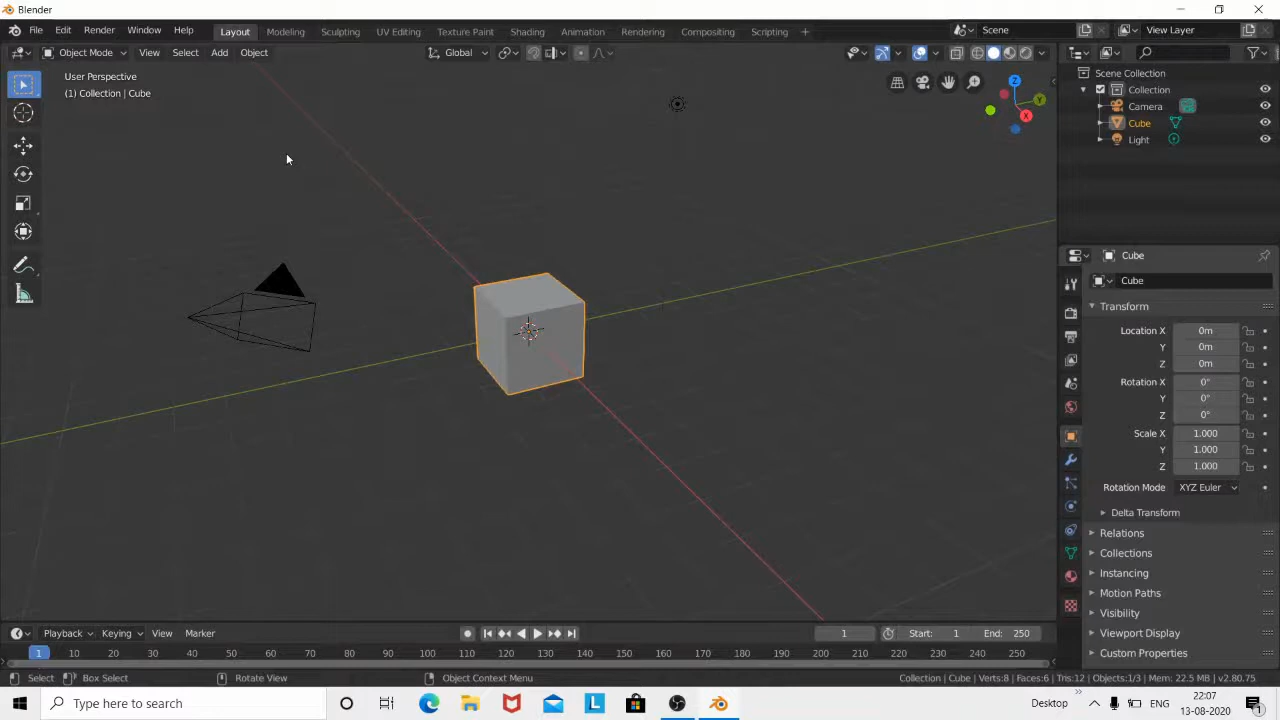 Blender
File Edit Render Window Help Layout Modeling Sculpting UV Editing Texture Paint Shading Animation Rendering Compositing Scripting + Scene View Layer
Object Mode View Select Add Object Global
User Perspective
(1) Collection | Cube
Z
Y
X
Scene Collection
Collection
Camera
Cube
Light
Cube
Cube
Transform
Location X 0m
Y 0m
Z 0m
Rotation X 0°
Y 0°
Z 0°
Scale X 1.000
Y 1.000
Z 1.000
Rotation Mode XYZ Euler
Delta Transform
Relations
Collections
Instancing
Motion Paths
Visibility
Viewport Display
Custom Properties
Playback Keying View Marker 1 Start: 1 End: 250
1 10 20 30 40 50 60 70 80 90 100 110 120 130 140 150 160 170 180 190 200 210 220 230 240 250
Select Box Select Rotate View Object Context Menu Collection | Cube | Verts:8 | Faces:6 | Tris:12 | Objects:1/3 | Mem: 22.5 MB | v2.80.75
Type here to search L Desktop ENG 22:07
13-08-2020 1